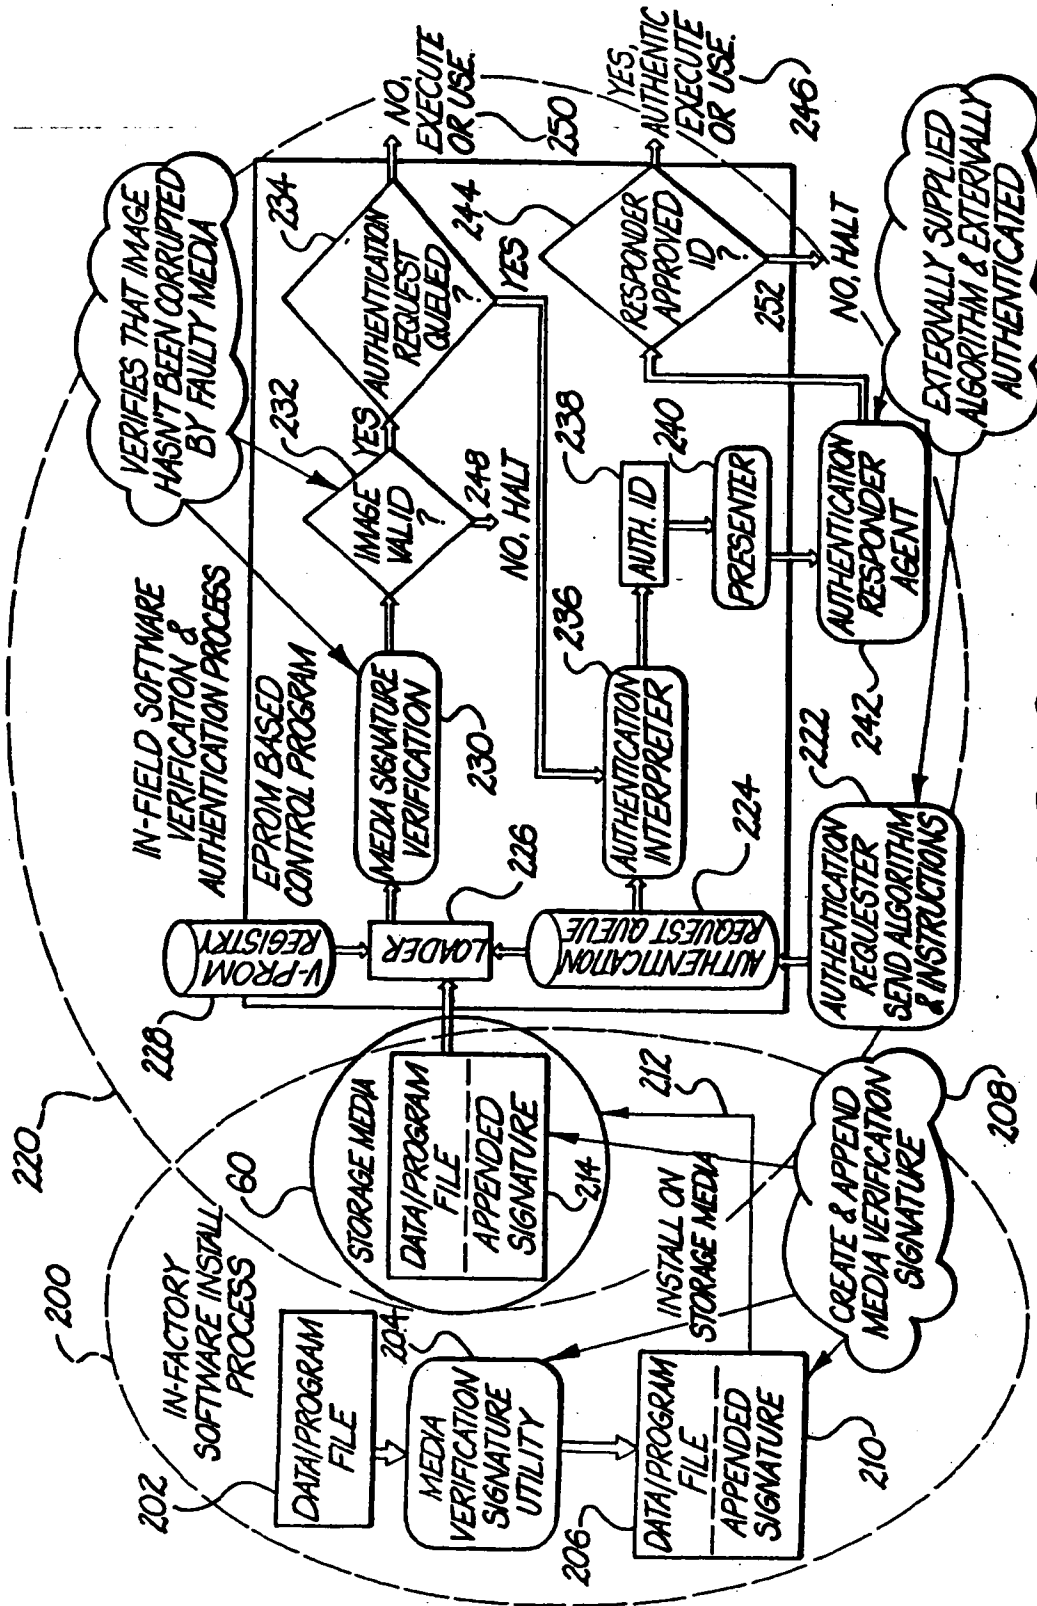 200
IN-FACTORY
SOFTWARE INSTALL
PROCESS
202
DATA/PROGRAM
FILE
204
MEDIA
VERIFICATION
SIGNATURE
UTILITY
206
DATA/PROGRAM
FILE
APPENDED
SIGNATURE
210
INSTALL ON
STORAGE MEDIA
212
CREATE & APPEND
MEDIA VERIFICATION
SIGNATURE
208
60
STORAGE MEDIA
DATA/PROGRAM
FILE
APPENDED
SIGNATURE
214
220
IN-FIELD SOFTWARE
VERIFICATION &
AUTHENTICATION PROCESS
EPROM BASED
CONTROL PROGRAM
228
V-PROM
REGISTRY
LOADER
226
AUTHENTICATION
REQUEST QUEUE
224
AUTHENTICATION
REQUESTER
SEND ALGORITHM
& INSTRUCTIONS
222
MEDIA SIGNATURE
VERIFICATION
230
VERIFIES THAT IMAGE
HASN'T BEEN CORRUPTED
BY FAULTY MEDIA
232
IMAGE
VALID
?
YES
248
NO, HALT
234
AUTHENTICATION
REQUEST
QUEUED
?
YES
NO,
EXECUTE
OR USE.
250
AUTHENTICATION
INTERPRETER
236
AUTH. ID
238
PRESENTER
240
AUTHENTICATION
RESPONDER
AGENT
242
244
RESPONDER
APPROVED
ID
?
252
NO, HALT
YES,
AUTHENTIC
(EXECUTE
OR USE.
246
EXTERNALLY SUPPLIED
ALGORITHM & EXTERNALLY
AUTHENTICATED